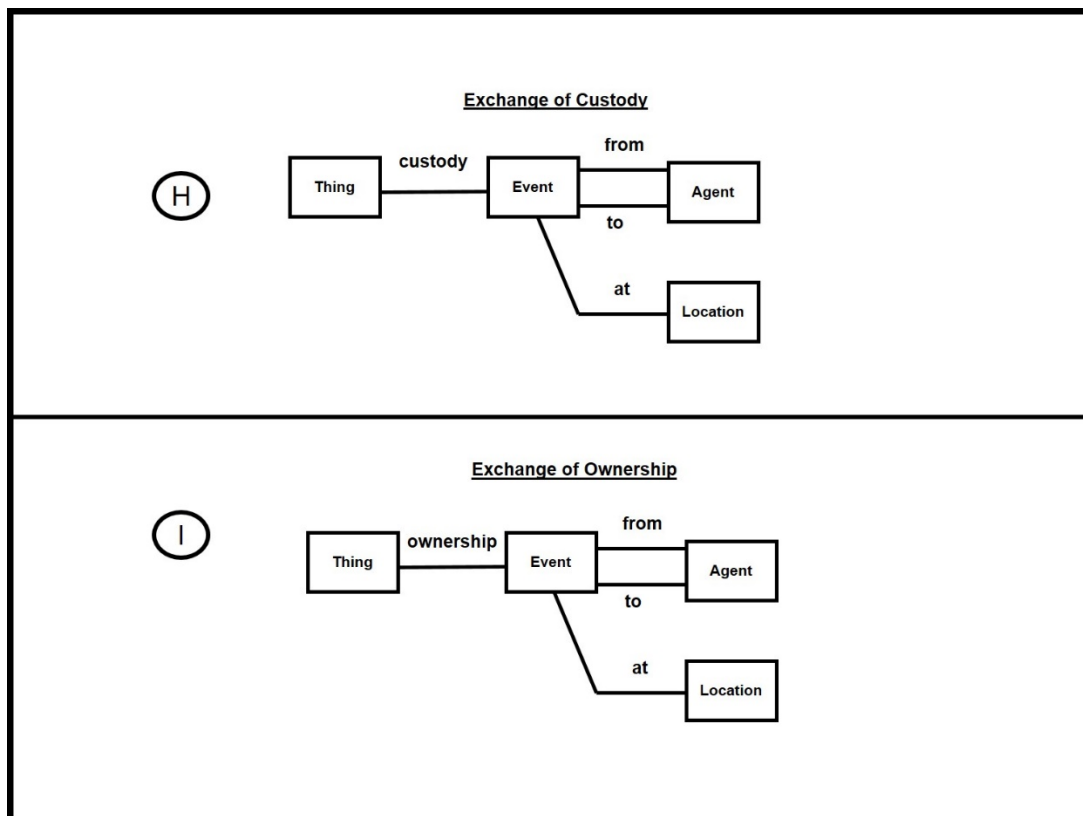 Exchange of Custody
H
Thing
custody
Event
from
to
Agent
at
Location
Exchange of Ownership
I
Thing
ownership
Event
from
to
Agent
at
Location